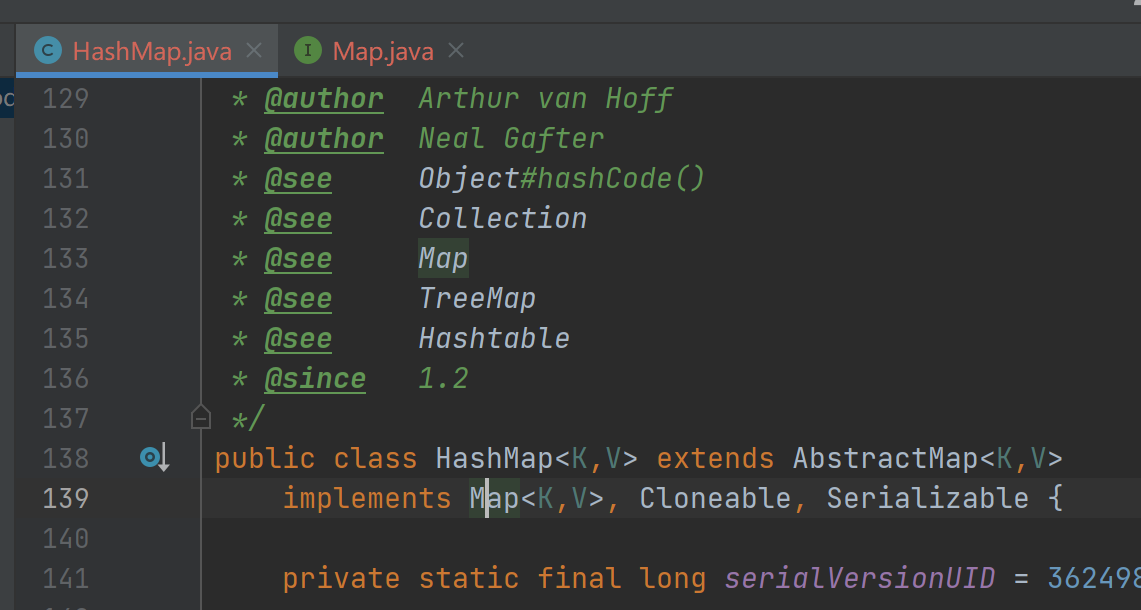 C HashMap.java × I Map.java ×
129 * @author Arthur van Hoff
130 * @author Neal Gafter
131 * @see Object#hashCode()
132 * @see Collection
133 * @see Map
134 * @see TreeMap
135 * @see Hashtable
136 * @since 1.2
137 */
138 public class HashMap<K,V> extends AbstractMap<K,V>
139 implements Map<K,V>, Cloneable, Serializable {
140
141 private static final long serialVersionUID = 362498